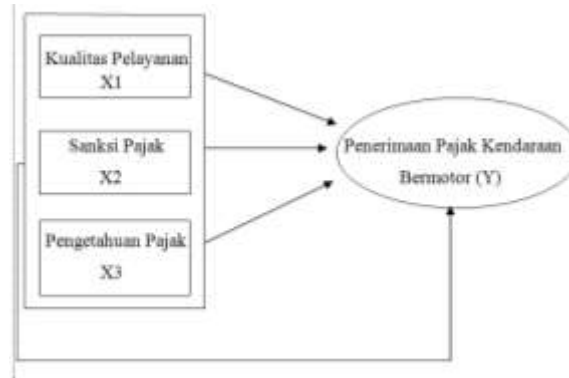 Kualitas Pelayanan
X1
Sanksi Pajak
X2
Pengetahuan Pajak
X3
Penerimaan Pajak Kendaraan
Bermotor (Y)